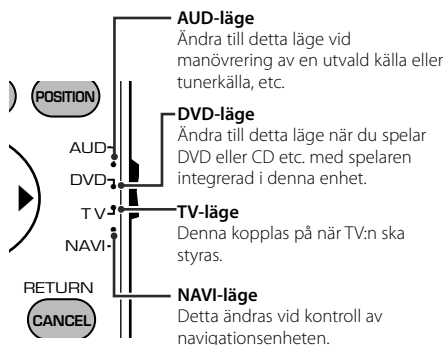 AUD-läge
Ändra till detta läge vid
manövrering av en utvald källa eller
tunerkälla, etc.
POSITION
DVD-läge
Ändra till detta läge när du spelar
DVD eller CD etc. med spelaren
integrerad i denna enhet.
AUD
DVD
TV
NAVI
TV-läge
Denna kopplas på när TV:n ska
styras.
RETURN
CANCEL
NAVI-läge
Detta ändras vid kontroll av
navigationsenheten.